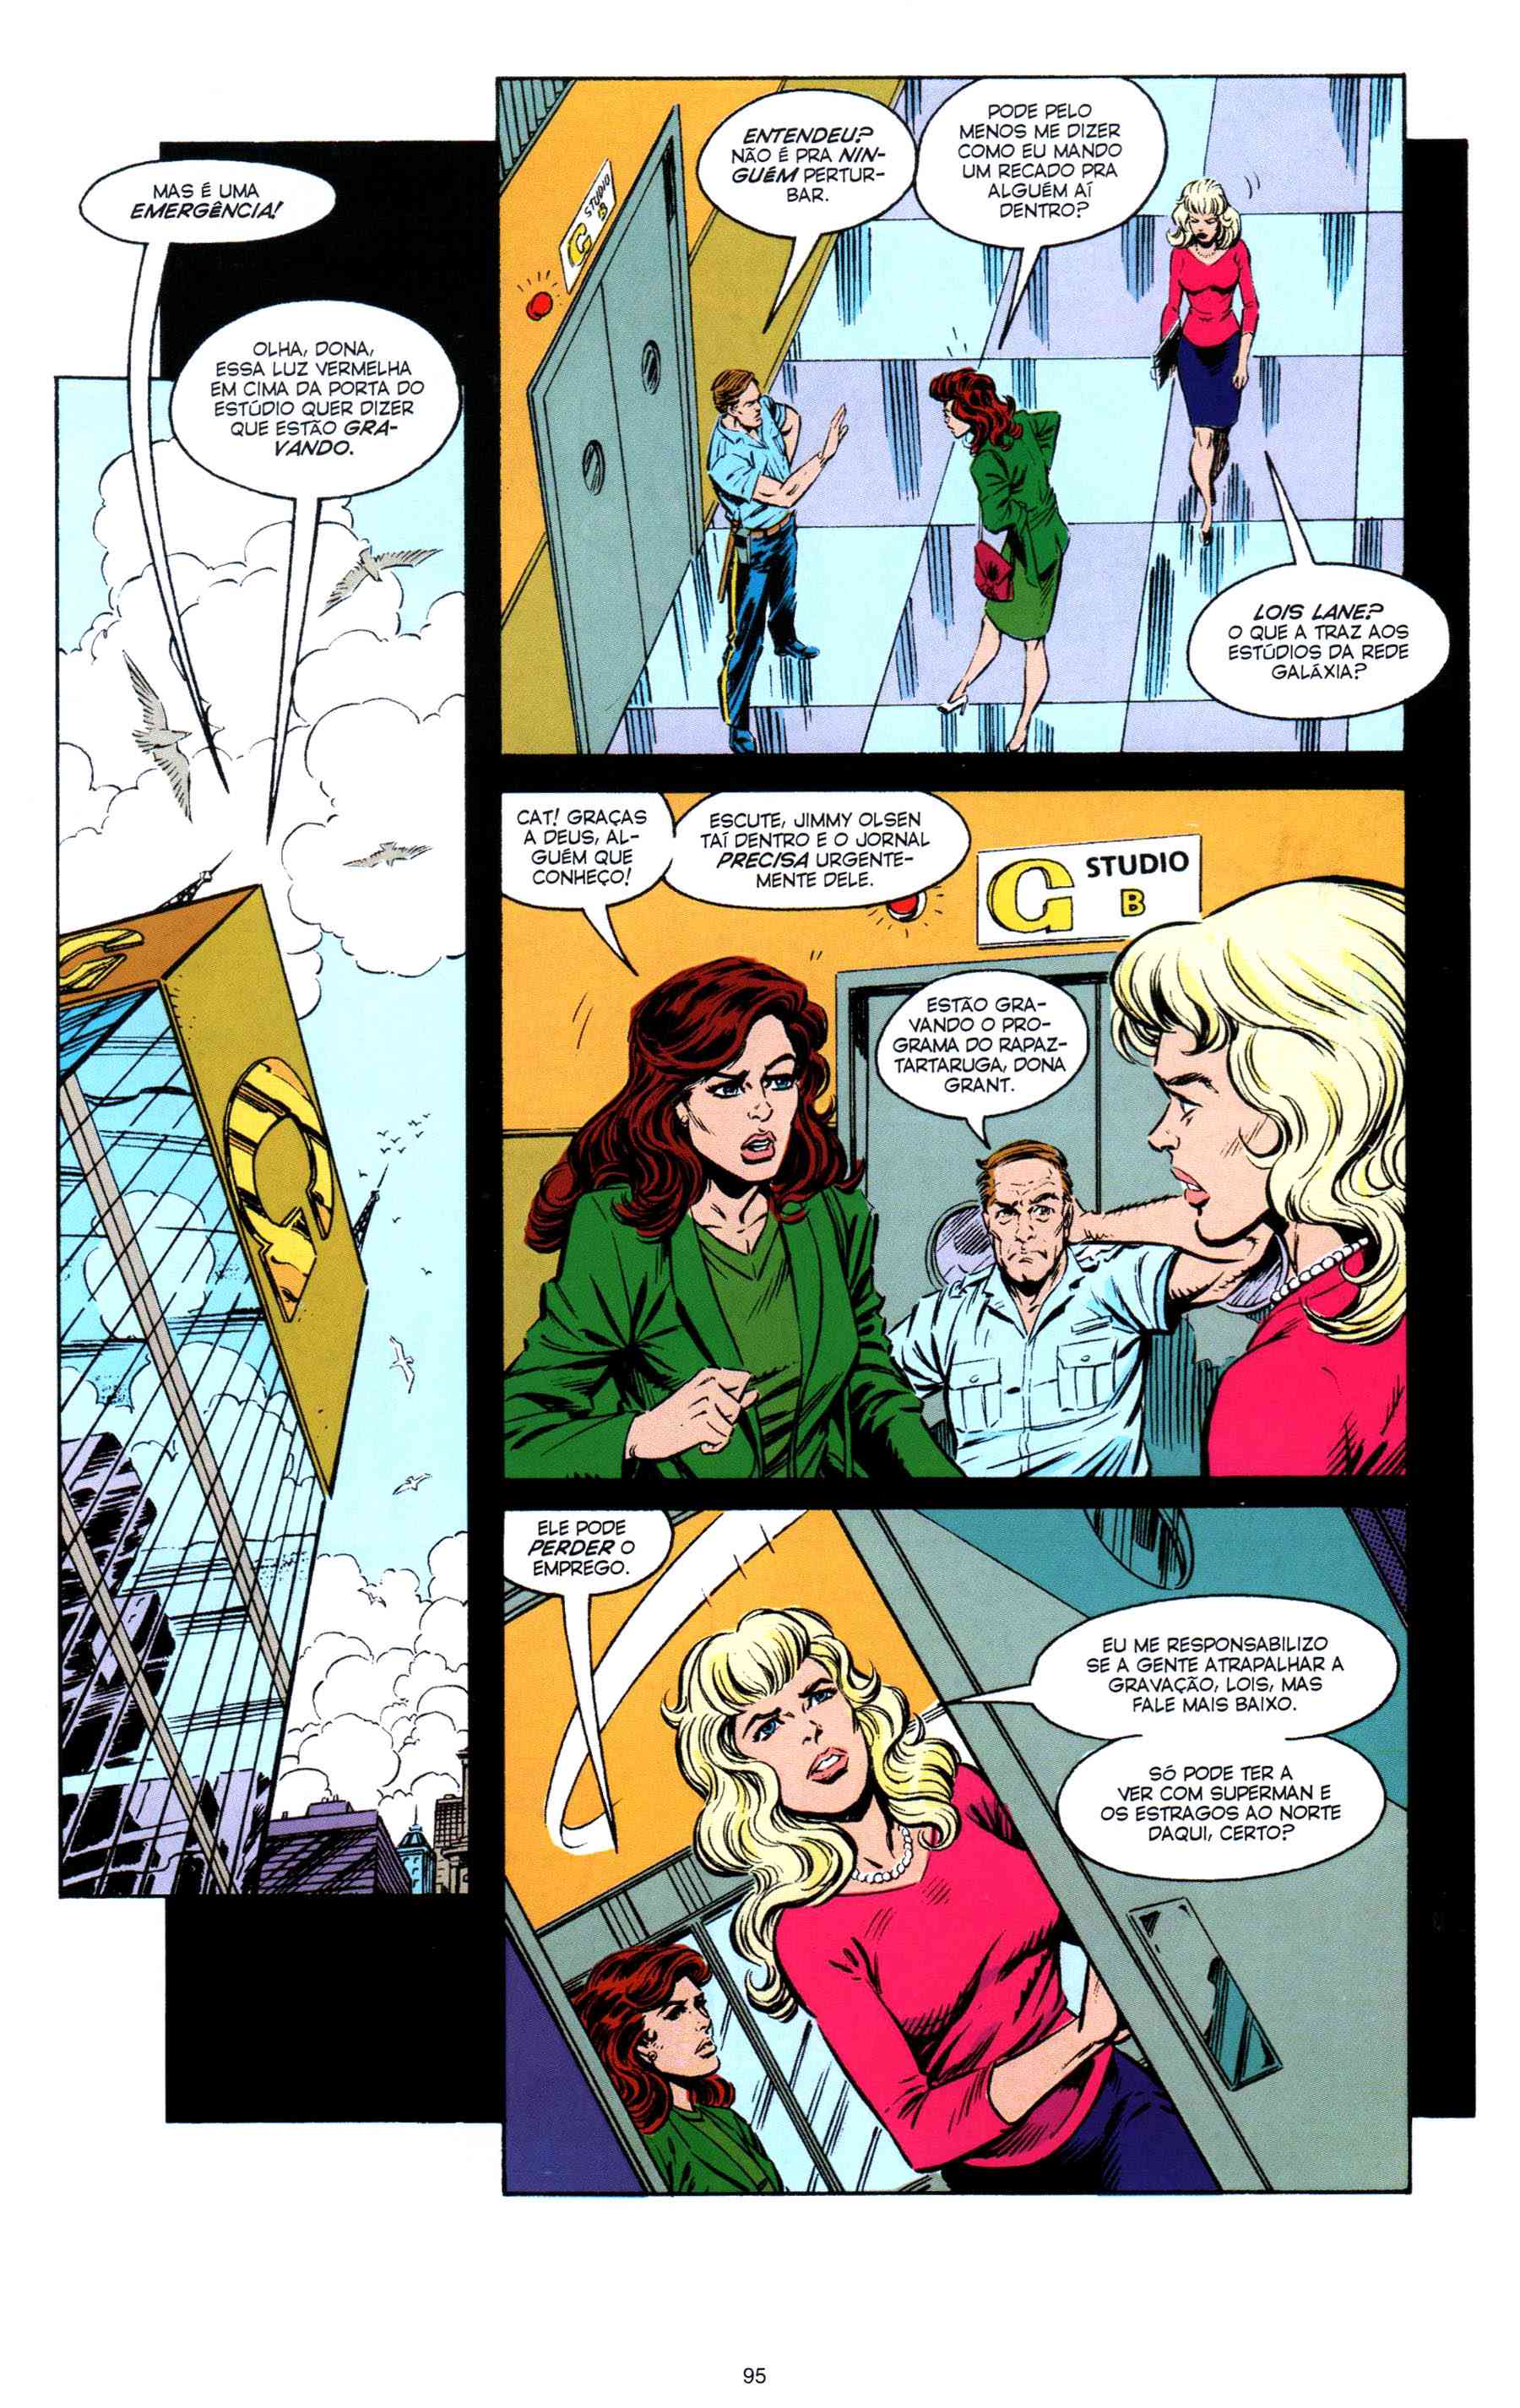 MAS É UMA
EMERGÊNCIA!
OLHA, DONA,
ESSA LUZ VERMELHA
EM CIMA DA PORTA DO
ESTÚDIO QUER DIZER
QUE ESTÃO GRA-
VANDO.
G
G
ENTENDEU?
NÃO É PRA NIN-
GUÉM PERTUR-
BAR.
PODE PELO
MENOS ME DIZER
COMO EU MANDO
UM RECADO PRA
ALGUÉM AÍ
DENTRO?
G STUDIO
B
LOIS LANE?
O QUE A TRAZ AOS
ESTÚDIOS DA REDE
GALÁXIA?
CAT! GRAÇAS
A DEUS, AL-
GUÉM QUE
CONHEÇO!
ESCUTE, JIMMY OLSEN
TAÍ DENTRO E O JORNAL
PRECISA URGENTE-
MENTE DELE.
G STUDIO
B
ESTÃO GRA-
VANDO O PRO-
GRAMA DO RAPAZ-
TARTARUGA, DONA
GRANT.
ELE PODE
PERDER O
EMPREGO.
EU ME RESPONSABILIZO
SE A GENTE ATRAPALHAR A
GRAVAÇÃO, LOIS, MAS
FALE MAIS BAIXO.
SÓ PODE TER A
VER COM SUPERMAN E
OS ESTRAGOS AO NORTE
DAQUI, CERTO?
95